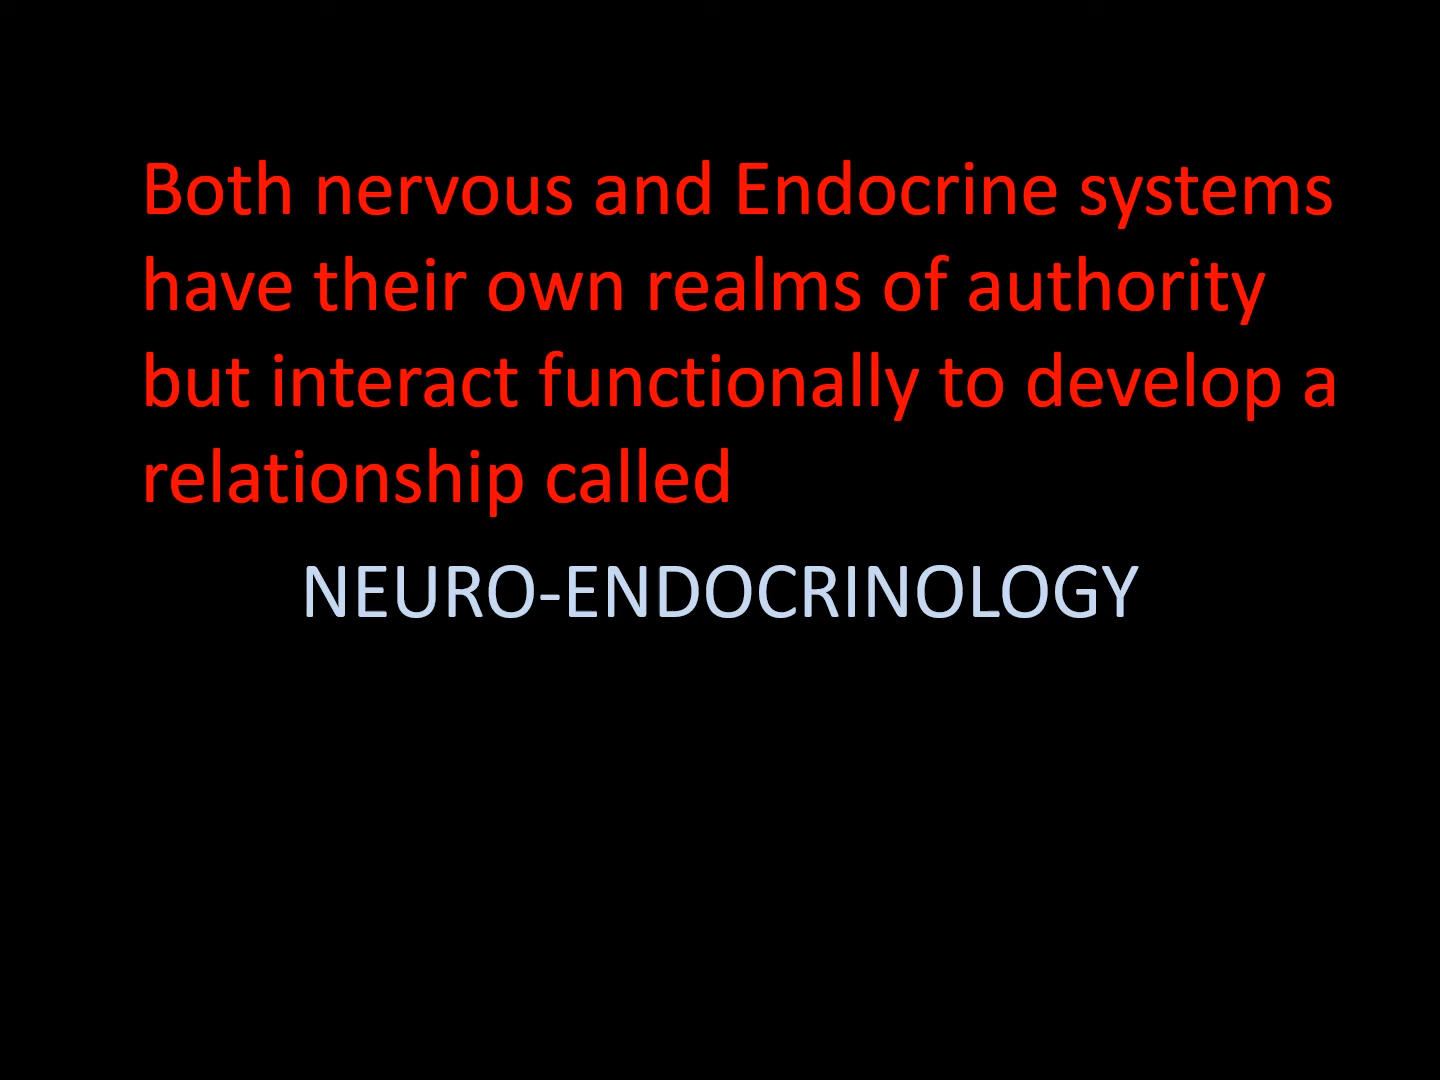 Both nervous and Endocrine systems
have their own realms of authority
but interact functionally to develop a
relationship called
NEURO-ENDOCRINOLOGY